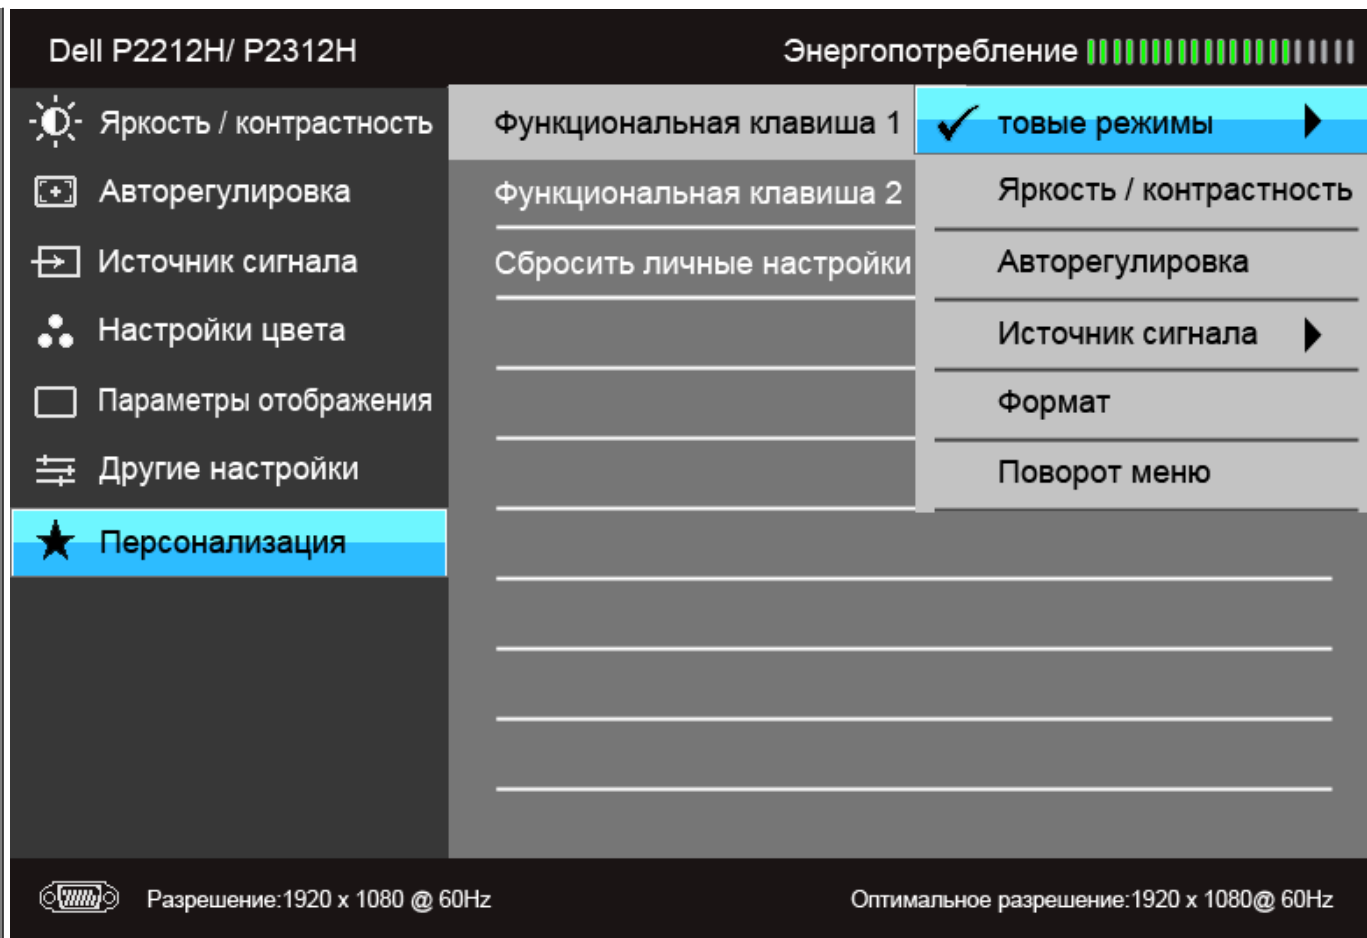 Dell P2212H/ P2312H
Энергопотребление
Яркость / контрастность
Авторегулировка
Источник сигнала
Настройки цвета
Параметры отображения
Другие настройки
Персонализация
Функциональная клавиша 1
Функциональная клавиша 2
Сбросить личные настройки
товые режимы
Яркость / контрастность
Авторегулировка
Источник сигнала
Формат
Поворот меню
Разрешение:1920 x 1080 @ 60Hz
Оптимальное разрешение:1920 x 1080@ 60Hz